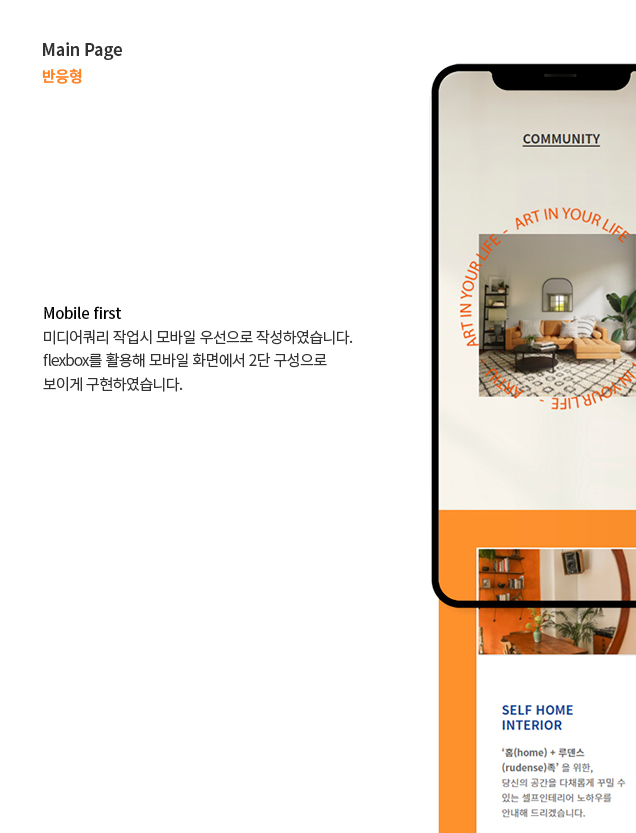 Main Page
반응형
Mobile first
미디어쿼리 작업시 모바일 우선으로 작성하였습니다.
flexbox를 활용해 모바일 화면에서 2단 구성으로
보이게 구현하였습니다.
COMMUNITY
ART IN YOUR LIFE - ART IN YOUR LIFE
IN YOUR LIFE -
SELF HOME
INTERIOR
‘홈(home) + 루덴스
(rudense)족’ 을 위한,
당신의 공간을 다채롭게 꾸밀 수
있는 셀프인테리어 노하우를
안내해 드리겠습니다.